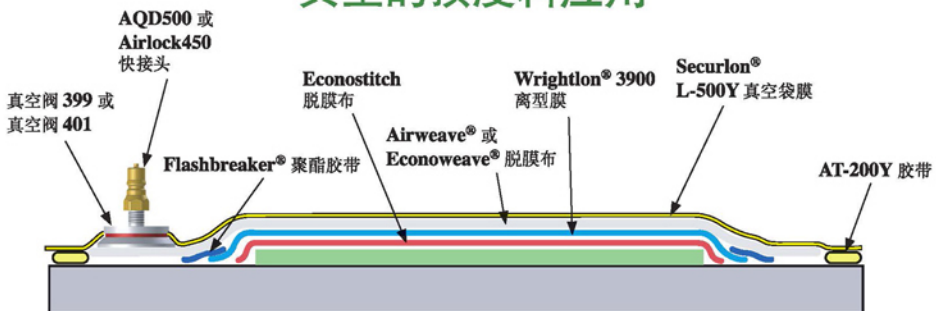 AQD500 或
Airlock450
快接头
真空阀 399 或
真空阀 401
Flashbreaker® 聚酯胶带
Econostitch
脱膜布
Airweave® 或
Econoweave® 脱膜布
Wrightlon® 3900
离型膜
Securlon®
L-500Y 真空袋膜
AT-200Y 胶带